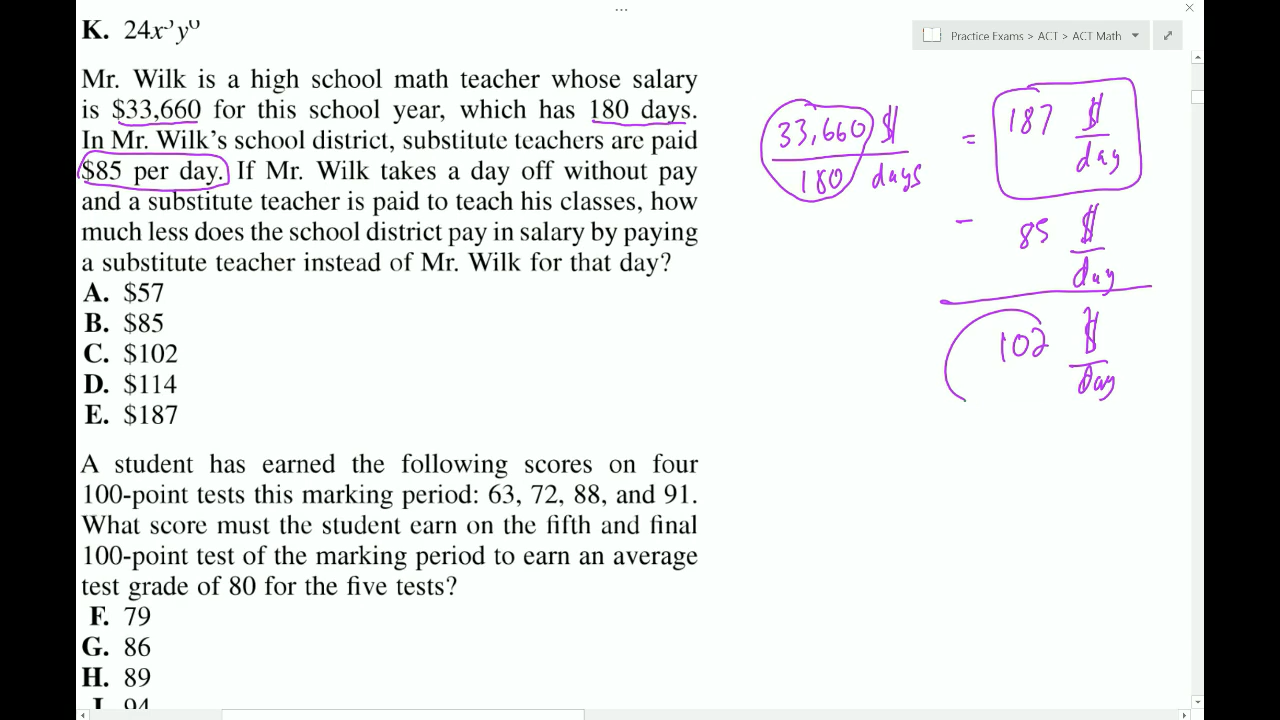 K. 24x³y⁶
Practice Exams > ACT > ACT Math
Mr. Wilk is a high school math teacher whose salary
is $33,660 for this school year, which has 180 days.
In Mr. Wilk's school district, substitute teachers are paid
$85 per day. If Mr. Wilk takes a day off without pay
and a substitute teacher is paid to teach his classes, how
much less does the school district pay in salary by paying
a substitute teacher instead of Mr. Wilk for that day?
A. $57
B. $85
C. $102
D. $114
E. $187
A student has earned the following scores on four
100-point tests this marking period: 63, 72, 88, and 91.
What score must the student earn on the fifth and final
100-point test of the marking period to earn an average
test grade of 80 for the five tests?
F. 79
G. 86
H. 89
J. 94
33,660 $
180 days
= 187 $
day
- 85 $
day
102 $
day